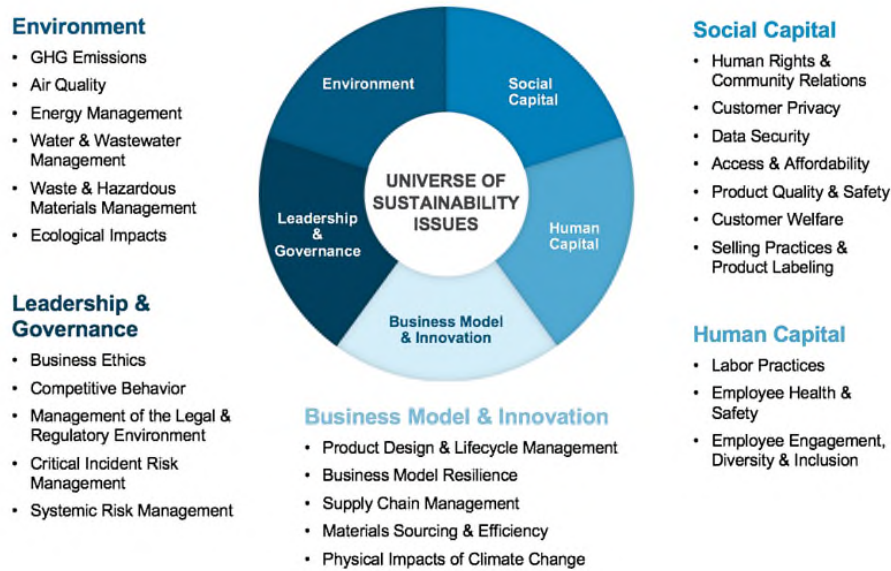 Environment
• GHG Emissions
• Air Quality
• Energy Management
• Water & Wastewater
Management
• Waste & Hazardous
Materials Management
• Ecological Impacts
Leadership &
Governance
• Business Ethics
• Competitive Behavior
• Management of the Legal &
Regulatory Environment
• Critical Incident Risk
Management
• Systemic Risk Management
Environment
Social
Capital
Human
Capital
Business Model
& Innovation
Leadership
&
Governance
UNIVERSE OF
SUSTAINABILITY
ISSUES
Business Model & Innovation
• Product Design & Lifecycle Management
• Business Model Resilience
• Supply Chain Management
• Materials Sourcing & Efficiency
• Physical Impacts of Climate Change
Social Capital
• Human Rights &
Community Relations
• Customer Privacy
• Data Security
• Access & Affordability
• Product Quality & Safety
• Customer Welfare
• Selling Practices &
Product Labeling
Human Capital
• Labor Practices
• Employee Health &
Safety
• Employee Engagement,
Diversity & Inclusion